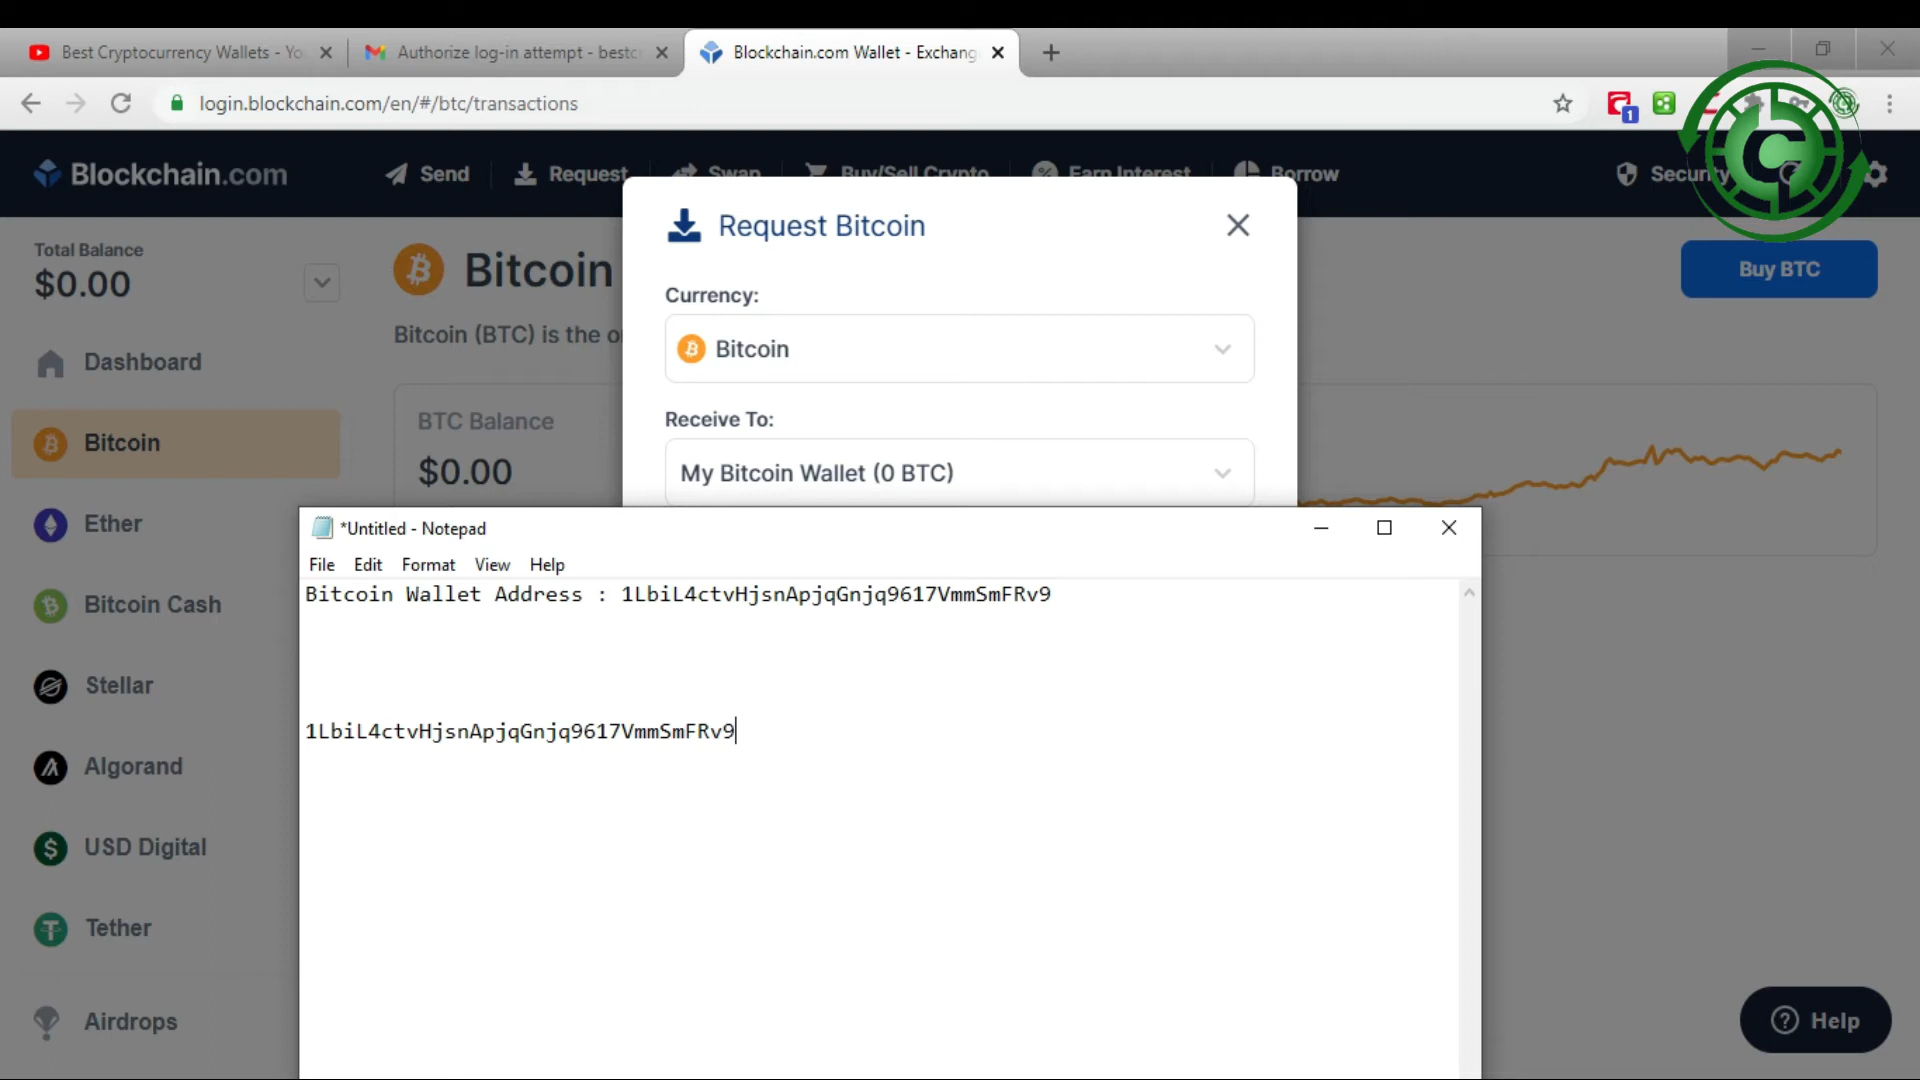 Best Cryptocurrency Wallets - Yo
Authorize log-in attempt - bestc
Blockchain.com Wallet - Exchang
login.blockchain.com/en/#/btc/transactions
1
Blockchain.com
Send
Request
Swap
Buy/Sell Crypto
Earn Interest
Borrow
Security
Total Balance
$0.00
Bitcoin
Buy BTC
Bitcoin (BTC) is the o
Request Bitcoin
Currency:
Bitcoin
Receive To:
My Bitcoin Wallet (0 BTC)
BTC Balance
$0.00
Dashboard
Bitcoin
Ether
Bitcoin Cash
Stellar
Algorand
USD Digital
Tether
Airdrops
*Untitled - Notepad
File Edit Format View Help
Bitcoin Wallet Address : 1LbiL4ctvHjsnApjqGnjq9617VmmSmFRv9
1LbiL4ctvHjsnApjqGnjq9617VmmSmFRv9
Help